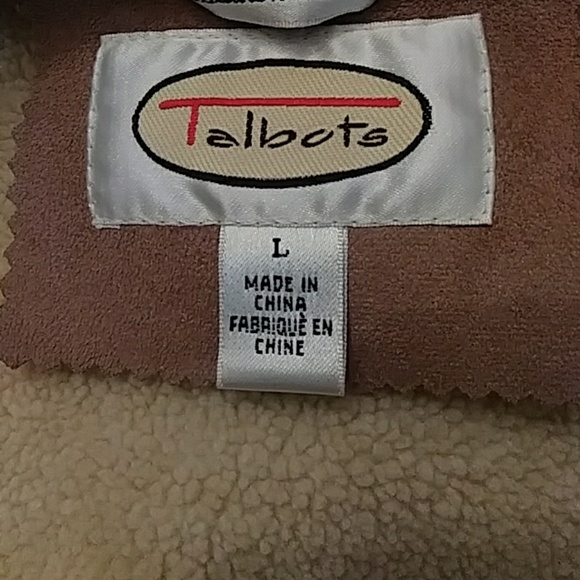 Talbots
L
MADE IN
CHINA
FABRIQUÈ EN
CHINE